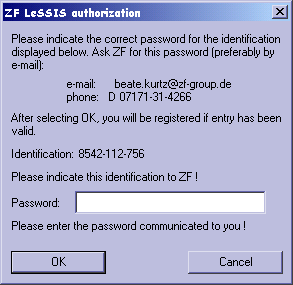 ZF LeSSIS authorization
Please indicate the correct password for the identification
displayed below. Ask ZF for this password (preferably by
e-mail):
e-mail: beate.kurtz@zf-group.de
phone: D 07171-31-4266
After selecting OK, you will be registered if entry has been
valid.
Identification: 8542-112-756
Please indicate this identification to ZF !
Password:
Please enter the password communicated to you !
OK Cancel